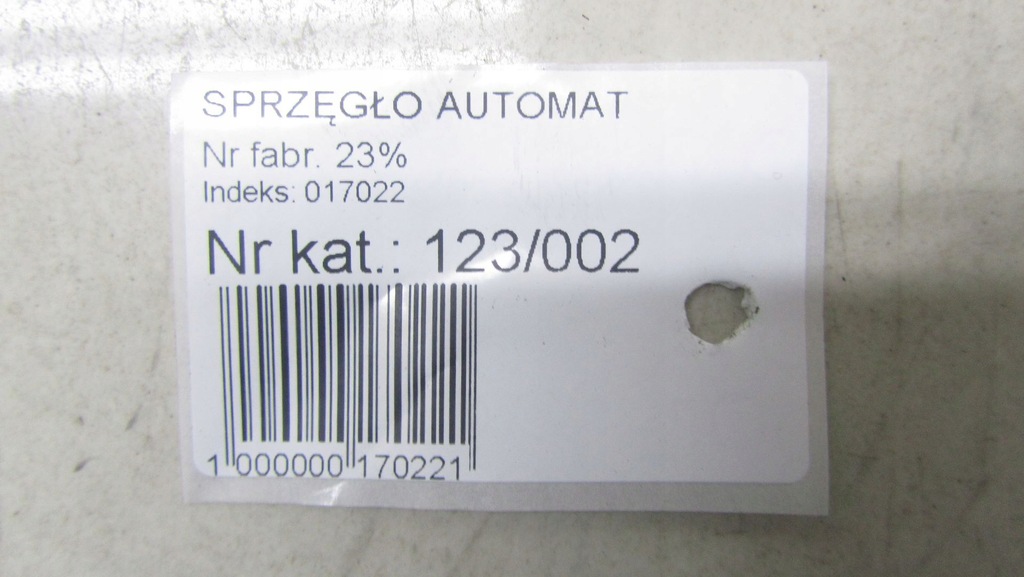 SPRZĘGŁO AUTOMAT
Nr fabr. 23%
Indeks: 017022
Nr kat.: 123/002
1 000000 170221